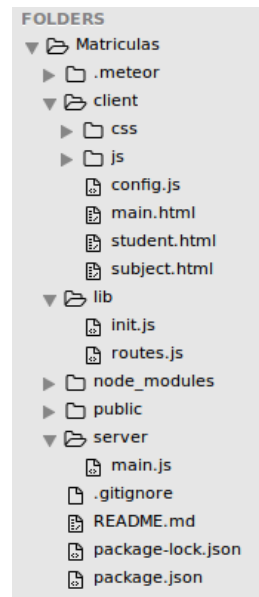 FOLDERS
Matriculas
.meteor
client
css
js
config.js
main.html
student.html
subject.html
lib
init.js
routes.js
node_modules
public
server
main.js
.gitignore
README.md
package-lock.json
package.json